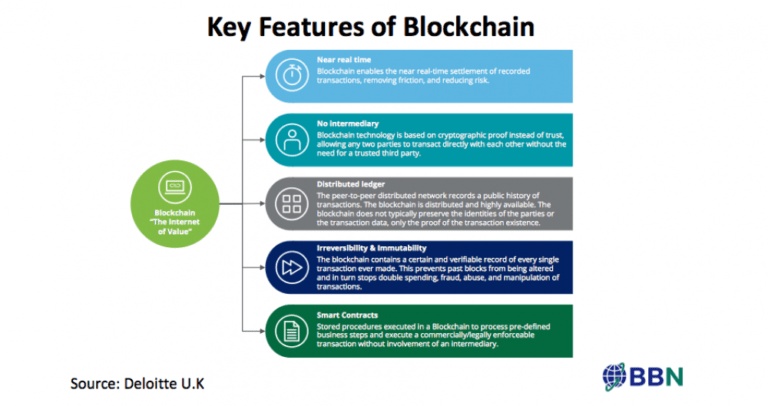 Key Features of Blockchain
Near real time
Blockchain enables the near real-time settlement of recorded
transactions, removing friction, and reducing risk.
No intermediary
Blockchain technology is based on cryptographic proof instead of trust,
allowing any two parties to transact directly with each other without the
need for a trusted third party.
Blockchain
"The Internet
of Value"
Distributed ledger
The peer-to-peer distributed network records a public history of
transactions. The blockchain is distributed and highly available. The
blockchain does not typically preserve the identities of the parties or
the transaction data, only the proof of the transaction existence.
Irreversibility & Immutability
The blockchain contains a certain and verifiable record of every single
transaction ever made. This prevents past blocks from being altered
and in turn stops double spending, fraud, abuse, and manipulation of
transactions.
Smart Contracts
Stored procedures executed in a Blockchain to process pre-defined
business steps and execute a commercially/legally enforceable
transaction without involvement of an intermediary.
Source: Deloitte U.K
BBN